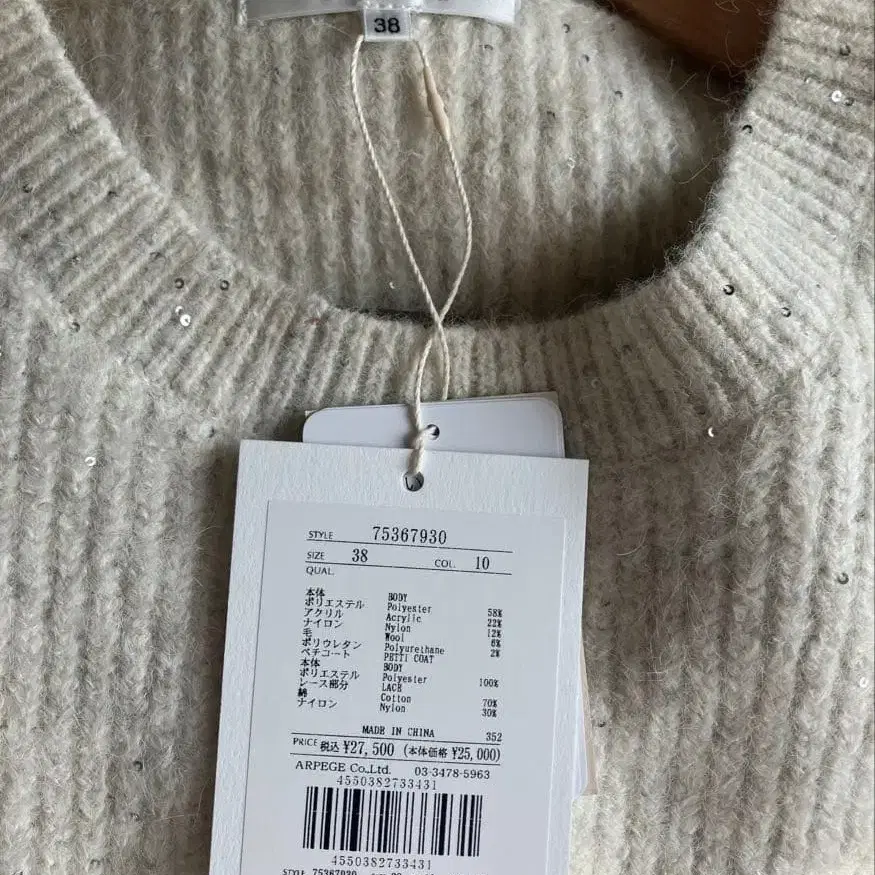 38
STYLE 75367930
SIZE 38 COL. 10
QUAL.
本体 BODY
ポリエステル Polyester 58%
アクリル Acrylic 22%
ナイロン Nylon 12%
毛 Wool 6%
ポリウレタン Polyurethane 2%
ペチコート PETTI COAT
本体 BODY
ポリエステル Polyester 100%
レース部分 LACE
綿 Cotton 70%
ナイロン Nylon 30%
MADE IN CHINA 352
PRICE 税込 ¥27,500 (本体価格 ¥25,000)
ARPEGE Co.,Ltd. 03-3478-5963
4550382733431
4550382733431
STYLE 75367930